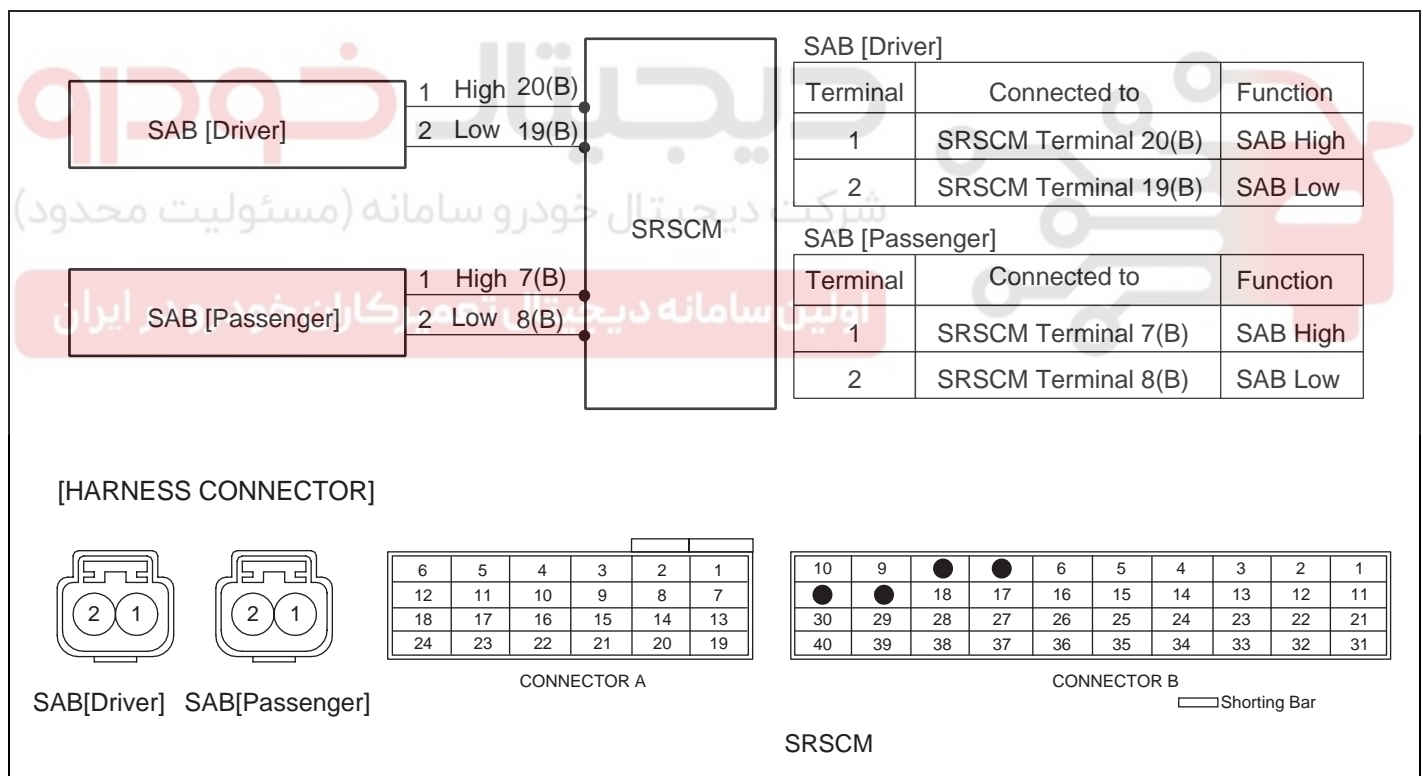 SAB [Driver]
1 High 20(B)
2 Low 19(B)
SAB [Passenger]
1 High 7(B)
2 Low 8(B)
SRSCM
SAB [Driver]
Terminal Connected to Function
1 SRSCM Terminal 20(B) SAB High
2 SRSCM Terminal 19(B) SAB Low
SAB [Passenger]
Terminal Connected to Function
1 SRSCM Terminal 7(B) SAB High
2 SRSCM Terminal 8(B) SAB Low
دیجیتال خودرو
شرکت دیجیتال خودرو سامانه (مسئولیت محدود)
اولین سامانه دیجیتال تعمیرکاران خودرو در ایران
[HARNESS CONNECTOR]
2 1
SAB[Driver]
2 1
SAB[Passenger]
6 5 4 3 2 1
12 11 10 9 8 7
18 17 16 15 14 13
24 23 22 21 20 19
CONNECTOR A
10 9 6 5 4 3 2 1
18 17 16 15 14 13 12 11
30 29 28 27 26 25 24 23 22 21
40 39 38 37 36 35 34 33 32 31
CONNECTOR B
Shorting Bar
SRSCM